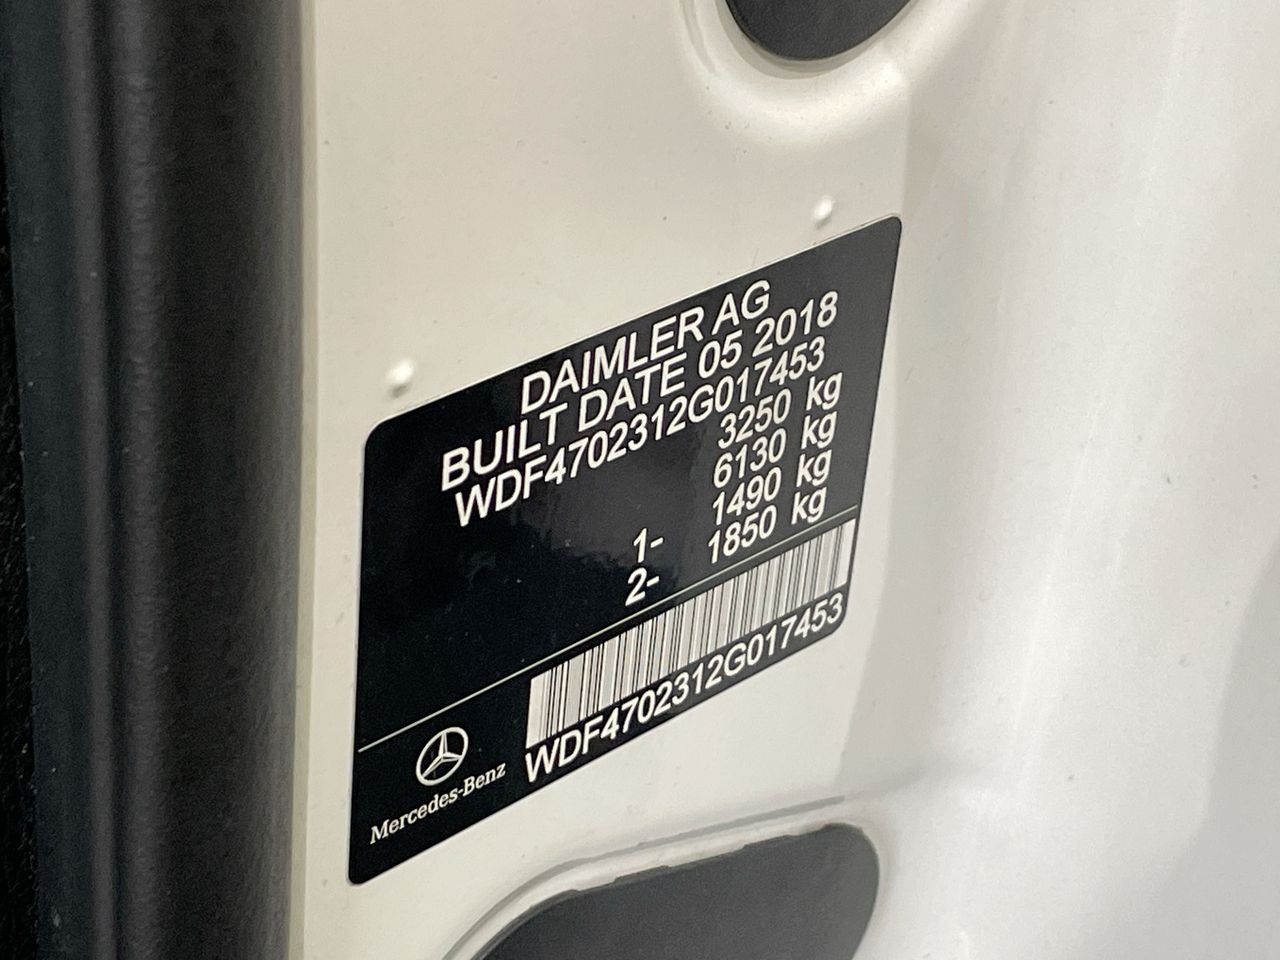 DAIMLER AG
BUILT DATE 05 2018
WDF4702312G017453
3250 kg
6130 kg
1- 1490 kg
2- 1850 kg
WDF4702312G017453
Mercedes-Benz